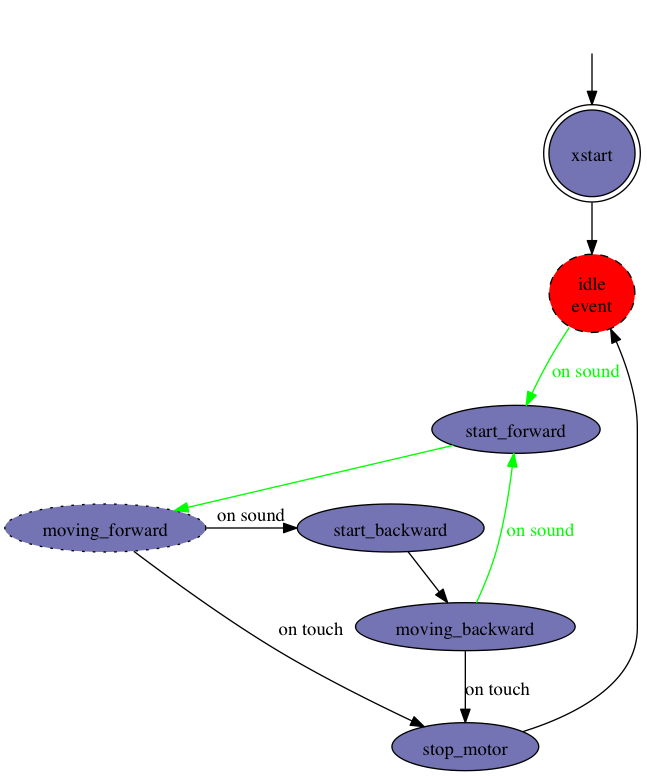 xstart
idle
event
on sound
start_forward
on sound
moving_forward
start_backward
on sound
on touch
moving_backward
on touch
stop_motor